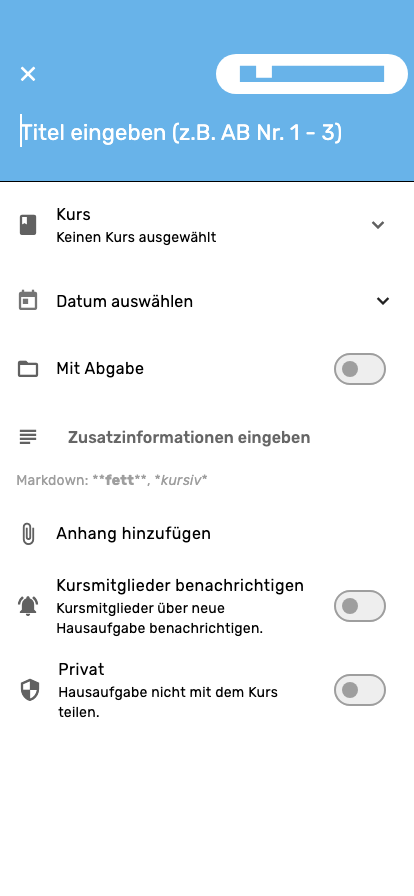 Titel eingeben (z.B. AB Nr. 1 - 3)
Kurs
Keinen Kurs ausgewählt
Datum auswählen
Mit Abgabe
Zusatzinformationen eingeben
Markdown: **fett**, *kursiv*
Anhang hinzufügen
Kursmitglieder benachrichtigen
Kursmitglieder über neue
Hausaufgabe benachrichtigen.
Privat
Hausaufgabe nicht mit dem Kurs
teilen.